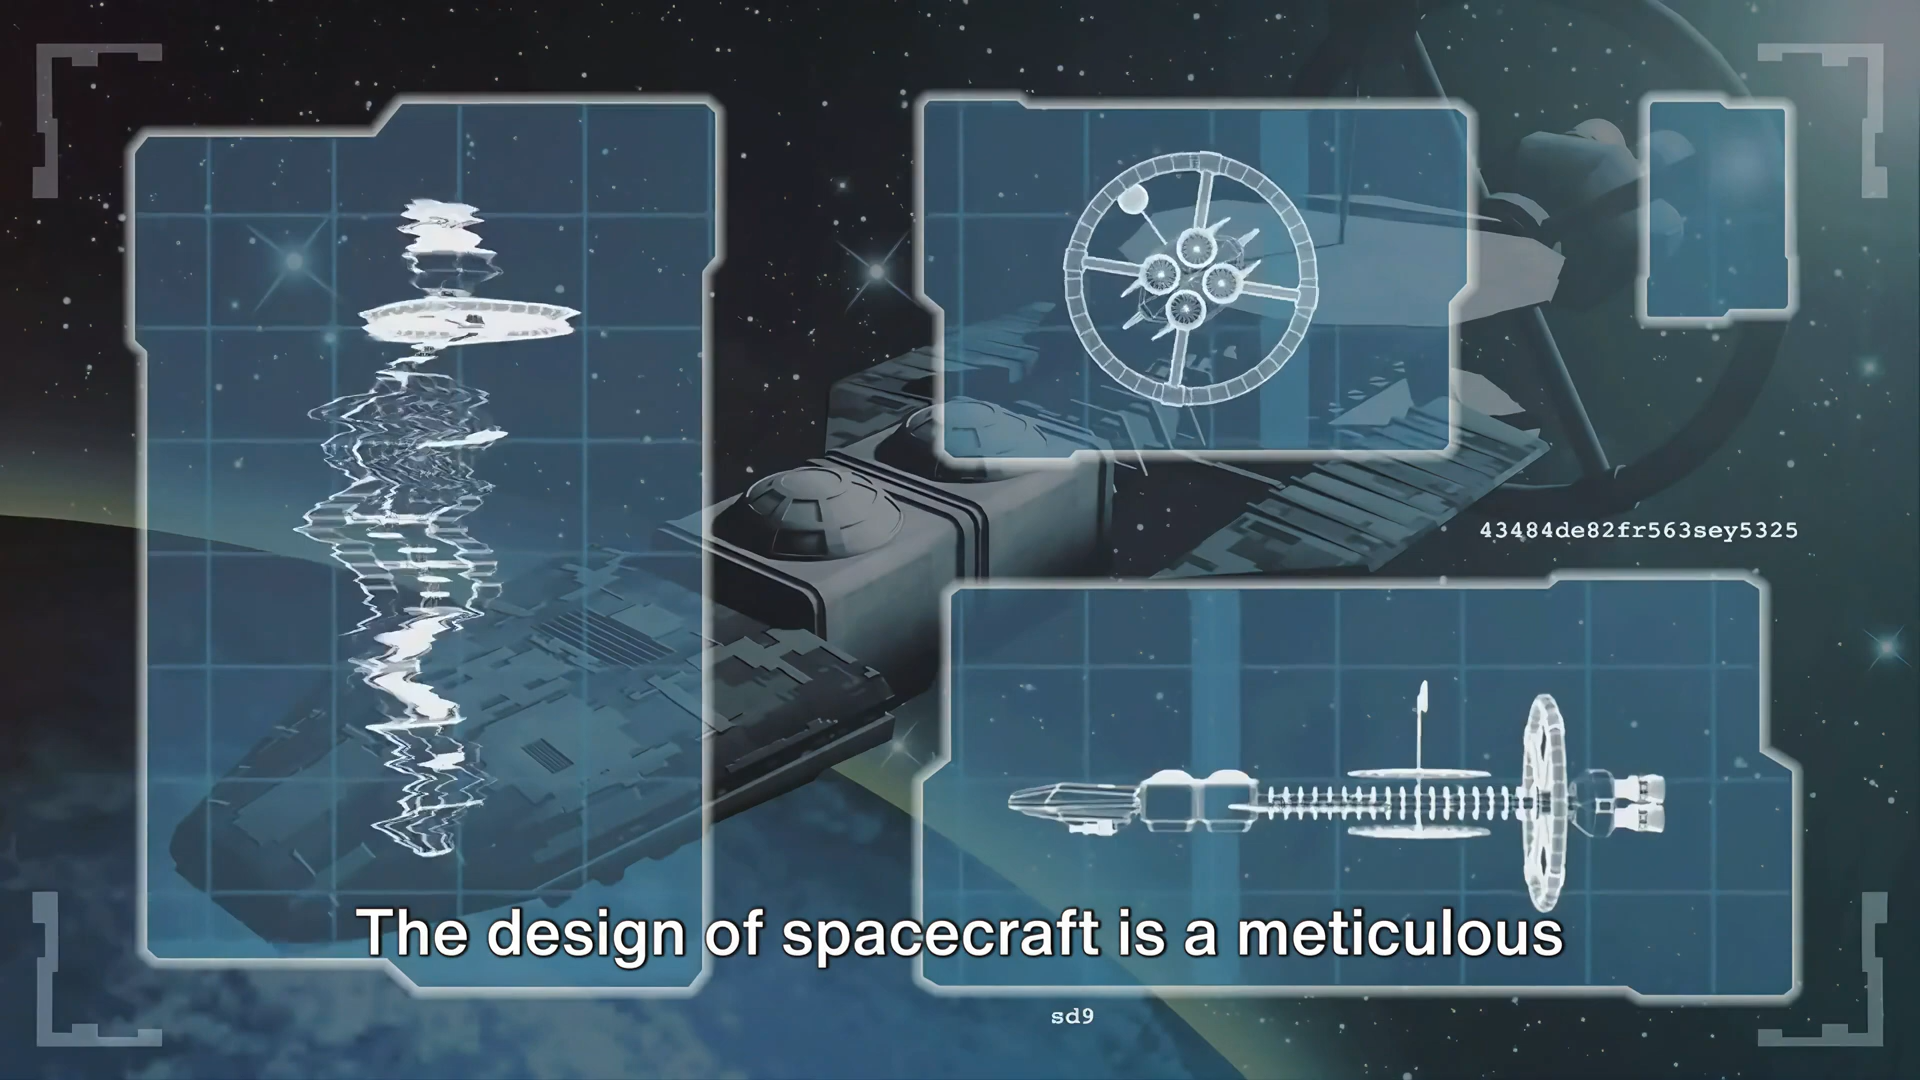 43484de82fr563sey5325
The design of spacecraft is a meticulous
sd9